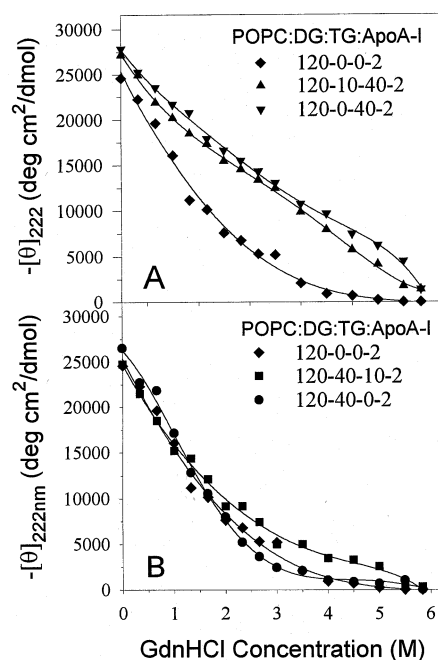 POPC:DG:TG:ApoA-I
120-0-0-2
120-10-40-2
120-0-40-2
30000
25000
20000
15000
10000
5000
0
-[θ]222 (deg cm²/dmol)
A
POPC:DG:TG:ApoA-I
120-0-0-2
120-40-10-2
120-40-0-2
30000
25000
20000
15000
10000
5000
0
-[θ]222nm (deg cm²/dmol)
B
0 1 2 3 4 5 6
GdnHCl Concentration (M)